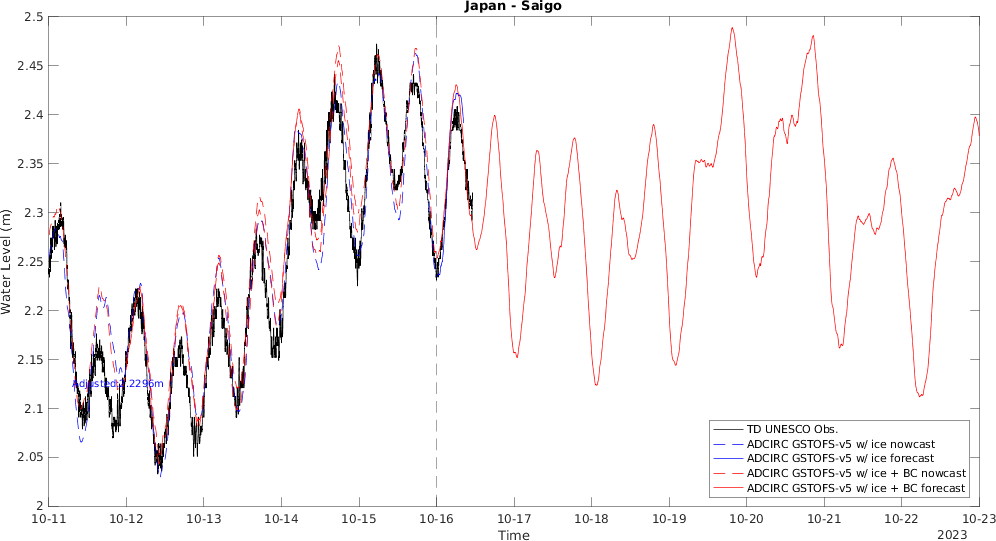 Japan - Saigo
2.5
2.45
2.4
2.35
2.3
2.25
2.2
2.15
2.1
2.05
2
Water Level (m)
Adjusted 2.2296m
TD UNESCO Obs.
ADCIRC GSTOFS-v5 w/ ice nowcast
ADCIRC GSTOFS-v5 w/ ice forecast
ADCIRC GSTOFS-v5 w/ ice + BC nowcast
ADCIRC GSTOFS-v5 w/ ice + BC forecast
10-11 10-12 10-13 10-14 10-15 10-16 10-17 10-18 10-19 10-20 10-21 10-22 10-23
Time
2023